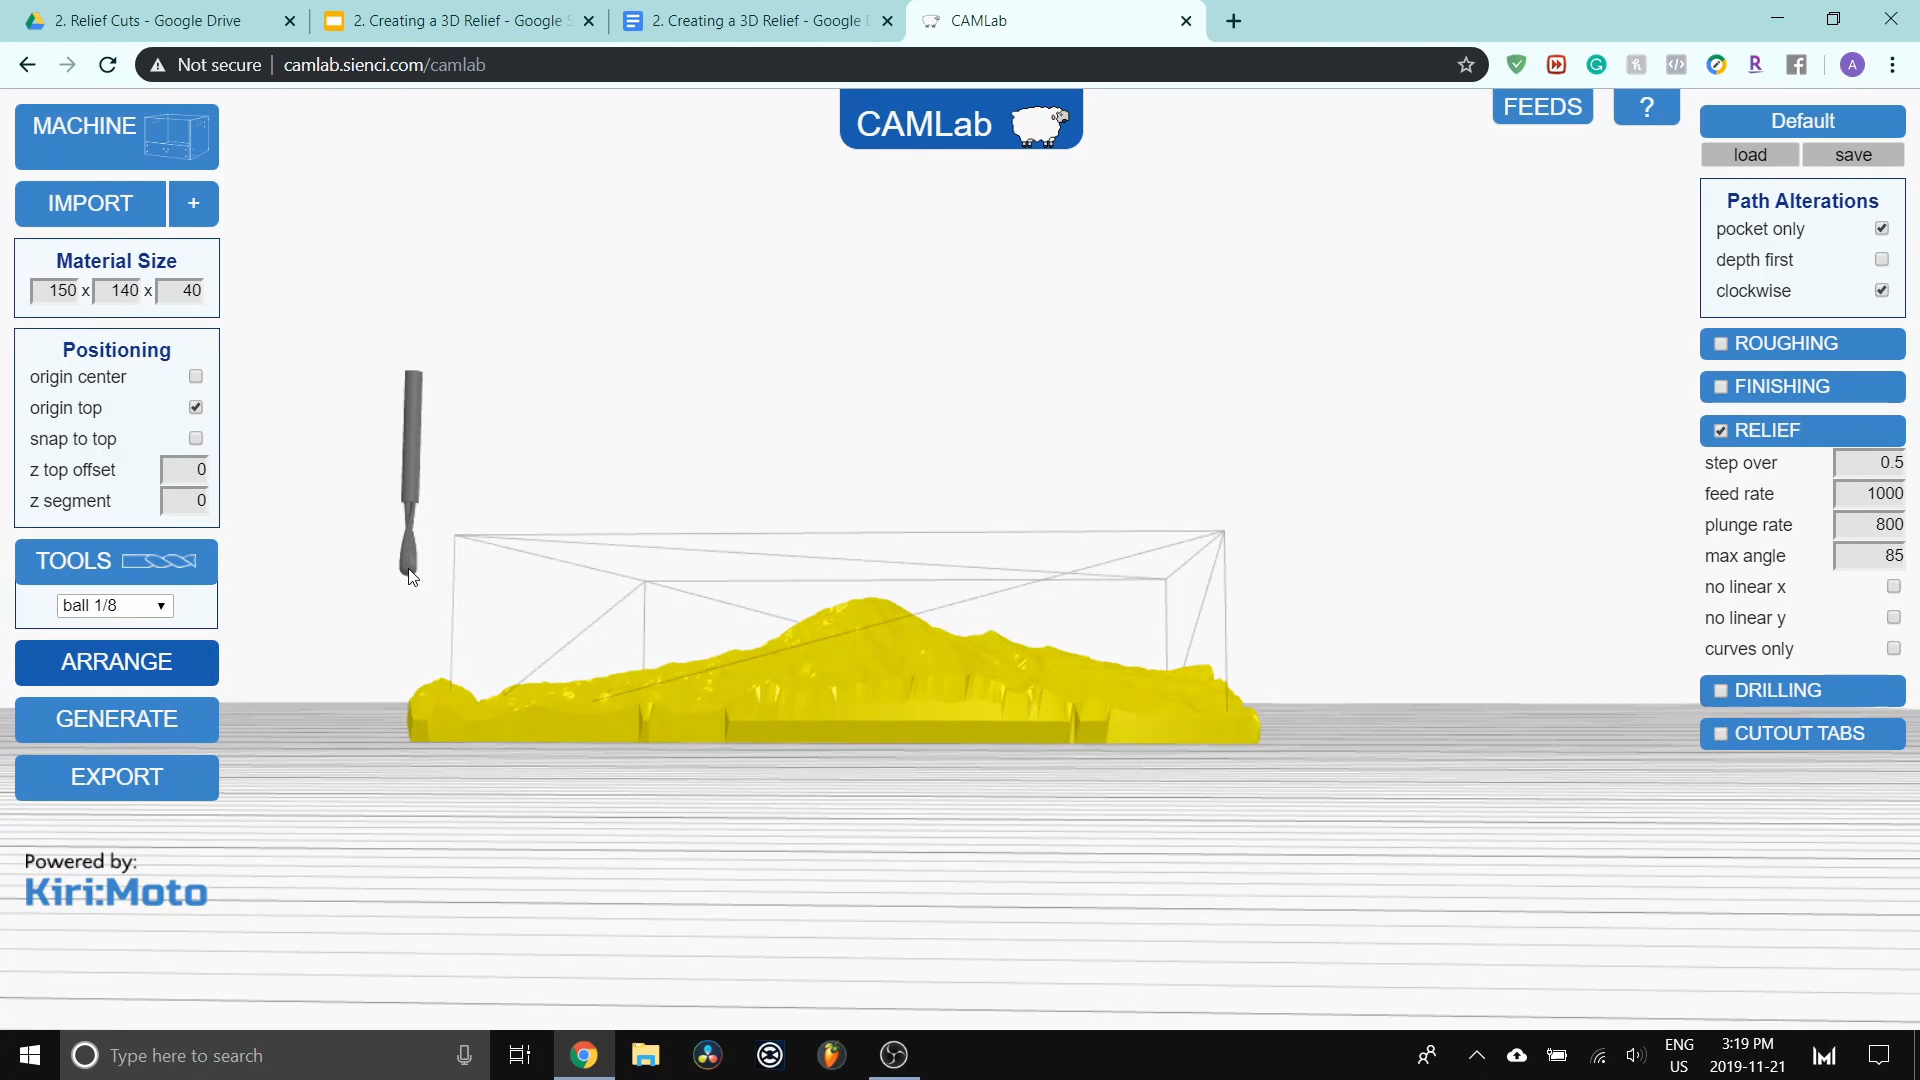 2. Relief Cuts - Google Drive
2. Creating a 3D Relief - Google S
2. Creating a 3D Relief - Google D
CAMLab
Not secure
camlab.sienci.com/camlab
MACHINE
IMPORT +
Material Size
150 x 140 x 40
Positioning
origin center
origin top
snap to top
z top offset 0
z segment 0
TOOLS
ball 1/8
ARRANGE
GENERATE
EXPORT
Powered by:
Kiri:Moto
CAMLab
FEEDS
?
Default
load save
Path Alterations
pocket only
depth first
clockwise
ROUGHING
FINISHING
RELIEF
step over 0.5
feed rate 1000
plunge rate 800
max angle 85
no linear x
no linear y
curves only
DRILLING
CUTOUT TABS
Type here to search
ENG
US
3:19 PM
2019-11-21